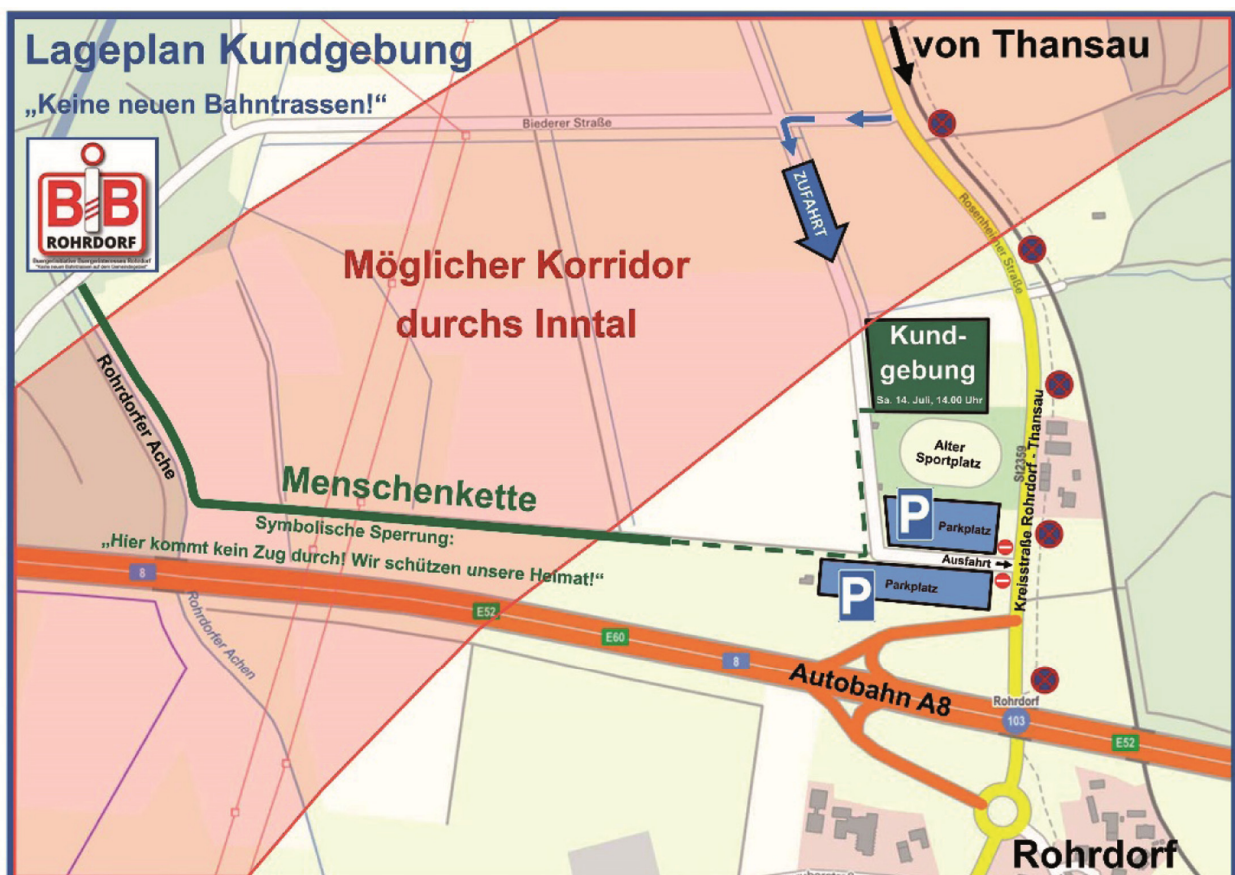 Lageplan Kundgebung
„Keine neuen Bahntrassen!“
von Thansau
Biederer Straße
B B
ROHRDORF
ZUFAHRT
Rosenheimer Straße
Möglicher Korridor
durchs Inntal
Kund-
gebung
Sa. 14. Juli, 14.00 Uhr
Rohrdorfer Ache
Alter
Sportplatz
St2359
Kreisstraße Rohrdorf - Thansau
Menschenkette
Symbolische Sperrung:
„Hier kommt kein Zug durch! Wir schützen unsere Heimat!“
P
Parkplatz
Ausfahrt
P
Parkplatz
8
Rohrdorfer Achen
E52
E60
8
Autobahn A8
Rohrdorf
103
E52
Rohrdorf